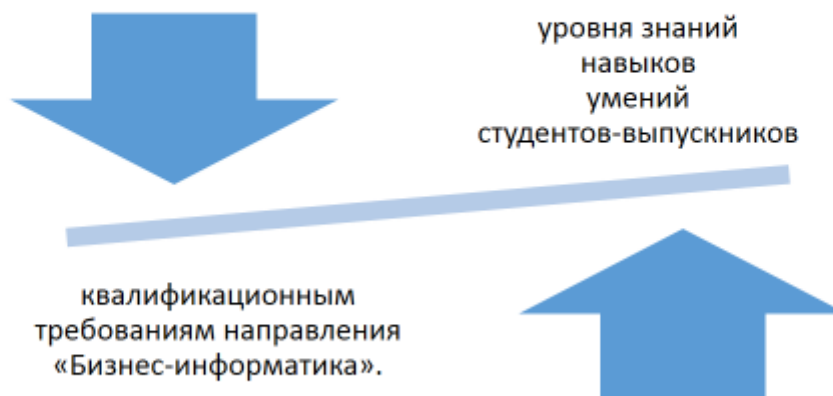 уровня знаний
навыков
умений
студентов-выпускников
квалификационным
требованиям направления
«Бизнес-информатика».